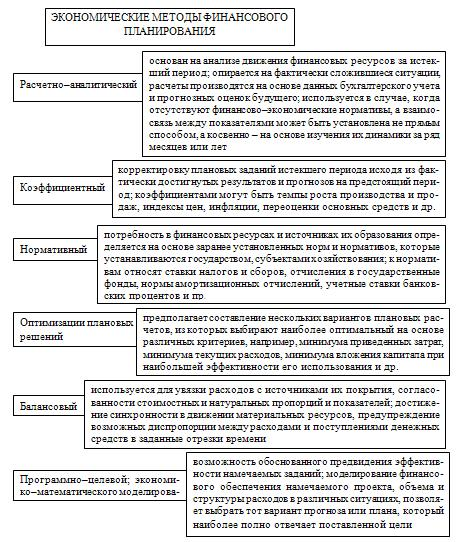 ЭКОНОМИЧЕСКИЕ МЕТОДЫ ФИНАНСОВОГО
ПЛАНИРОВАНИЯ
Расчетно–аналитический
основан на анализе движения финансовых ресурсов за истек-
ший период; опирается на фактически сложившиеся ситуации,
расчеты производятся на основе данных бухгалтерского учета
и прогнозных оценок будущего; используется в случае, когда
отсутствуют финансово–экономические нормативы, а взаимо-
связь между показателями может быть установлена не прямым
способом, а косвенно – на основе изучения их динамики за ряд
месяцев или лет
Коэффициентный
корректировку плановых заданий истекшего периода исходя из фак-
тически достигнутых результатов и прогнозов на предстоящий пери-
од; коэффициентами могут быть темпы роста производства и про-
даж, индексы цен, инфляции, переоценки основных средств и др.
Нормативный
потребность в финансовых ресурсах и источниках их образования опре-
деляется на основе заранее установленных норм и нормативов, которые
устанавливаются государством, субъектами хозяйствования; к нормати-
вам относят ставки налогов и сборов, отчисления в государственные
фонды, нормы амортизационных отчислений, учетные ставки банков-
ских процентов и пр.
Оптимизации плановых
решений
предполагает составление нескольких вариантов плановых рас-
четов, из которых выбирают наиболее оптимальный на основе
различных критериев, например, минимума приведенных затрат,
минимума текущих расходов, минимума вложения капитала при
наибольшей эффективности его использования и др.
Балансовый
используется для увязки расходов с источниками их покрытия, согласо-
ванности стоимостных и натуральных пропорций и показателей; достиже-
ние синхронности в движении материальных ресурсов, предупреждение
возможных диспропорции между расходами и поступлениями денежных
средств в заданные отрезки времени
Программно–целевой; экономи-
ко–математического моделирова-
возможность обоснованного предвидения эффектив-
ности намечаемых заданий; моделирование финансо-
вого обеспечения намечаемого проекта, объема и
структуры расходов в различных ситуациях, позволя-
ет выбрать тот вариант прогноза или плана, который
наиболее полно отвечает поставленной цели